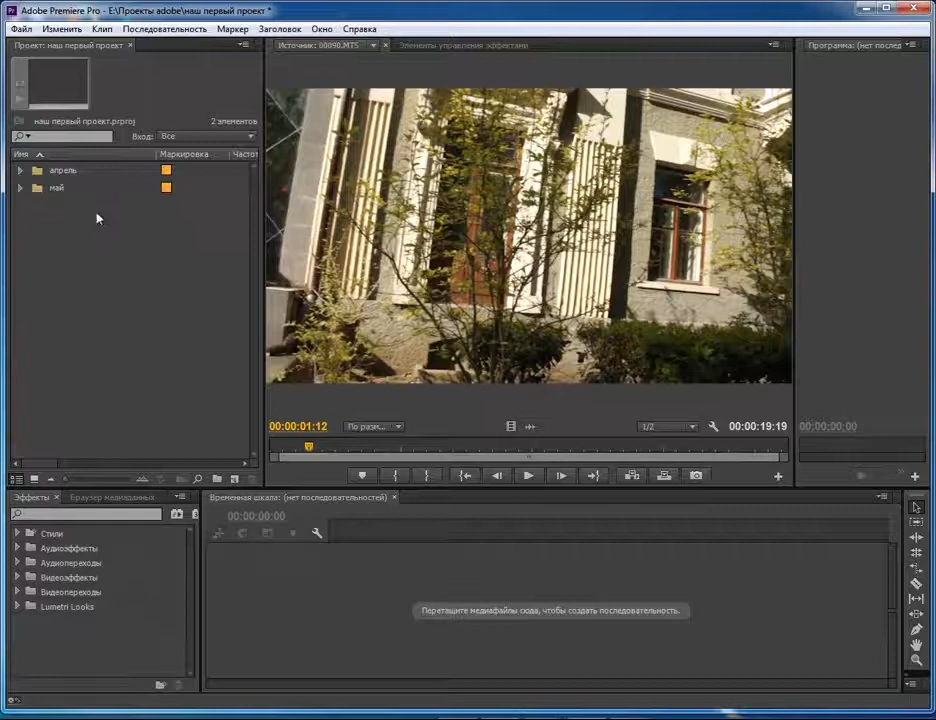 Adobe Premiere Pro - E:\Проекты adobe\наш первый проект *
Файл Изменить Клип Последовательность Маркер Заголовок Окно Справка
Проект: наш первый проект ×
Источник: 00090.MTS
Элементы управления эффектами
Программа: (нет послед
наш первый проект.prproj
2 элементов
Вход: Все
Имя
Маркировка
Частот
апрель
май
00:00:01:12
По разм...
1/2
00:00:19:19
00:00:00:00
Эффекты ×
Браузер медиаданных
Временная шкала: (нет последовательностей) ×
00:00:00:00
Стили
Аудиоэффекты
Аудиопереходы
Видеоэффекты
Видеопереходы
Lumetri Looks
Перетащите медиафайлы сюда, чтобы создать последовательность.